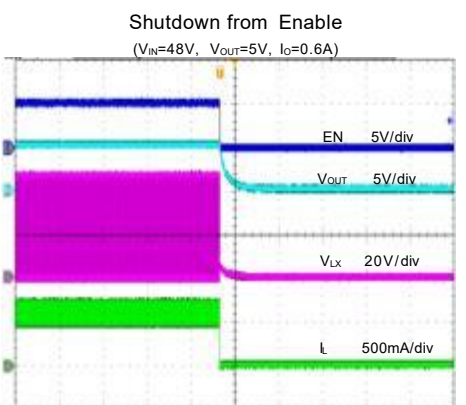 Shutdown from Enable
(VIN=48V, VOUT=5V, IO=0.6A)
EN 5V/div
VOUT 5V/div
VLX 20V/div
IL 500mA/div